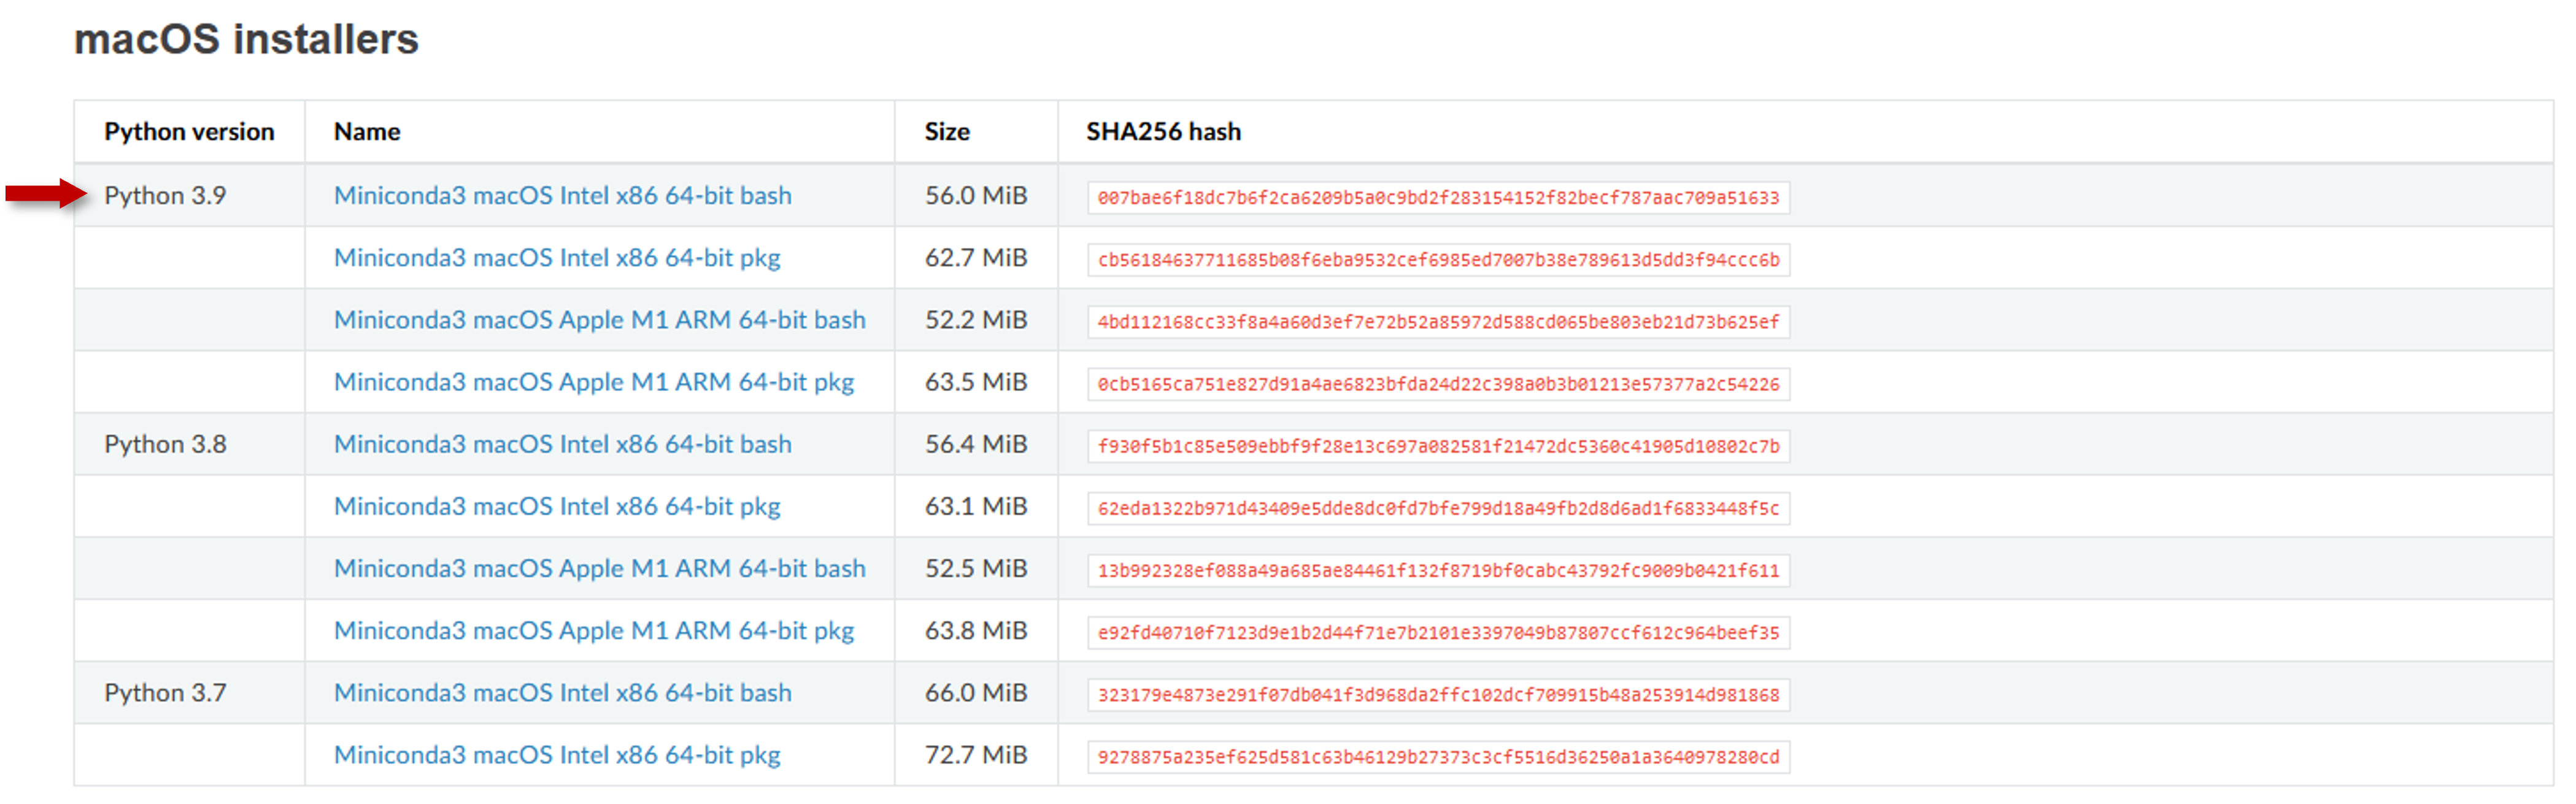 macOS installers
Python version Name Size SHA256 hash
Python 3.9 Miniconda3 macOS Intel x86 64-bit bash 56.0 MiB 007bae6f18dc7b6f2ca6209b5a0c9bd2f283154152f82becf787aac709a51633
Miniconda3 macOS Intel x86 64-bit pkg 62.7 MiB cb56184637711685b08f6eba9532cef6985ed7007b38e789613d5dd3f94ccc6b
Miniconda3 macOS Apple M1 ARM 64-bit bash 52.2 MiB 4bd112168cc33f8a4a60d3ef7e72b52a85972d588cd065be803eb21d73b625ef
Miniconda3 macOS Apple M1 ARM 64-bit pkg 63.5 MiB 0cb5165ca751e827d91a4ae6823bfda24d22c398a0b3b01213e57377a2c54226
Python 3.8 Miniconda3 macOS Intel x86 64-bit bash 56.4 MiB f930f5b1c85e509ebbf9f28e13c697a082581f21472dc5360c41905d10802c7b
Miniconda3 macOS Intel x86 64-bit pkg 63.1 MiB 62eda1322b971d43409e5dde8dc0fd7bfe799d18a49fb2d8d6ad1f6833448f5c
Miniconda3 macOS Apple M1 ARM 64-bit bash 52.5 MiB 13b992328ef088a49a685ae84461f132f8719bf0cabc43792fc9009b0421f611
Miniconda3 macOS Apple M1 ARM 64-bit pkg 63.8 MiB e92fd40710f7123d9e1b2d44f71e7b2101e3397049b87807ccf612c964beef35
Python 3.7 Miniconda3 macOS Intel x86 64-bit bash 66.0 MiB 323179e4873e291f07db041f3d968da2ffc102dcf709915b48a253914d981868
Miniconda3 macOS Intel x86 64-bit pkg 72.7 MiB 9278875a235ef625d581c63b46129b27373c3cf5516d36250a1a3640978280cd